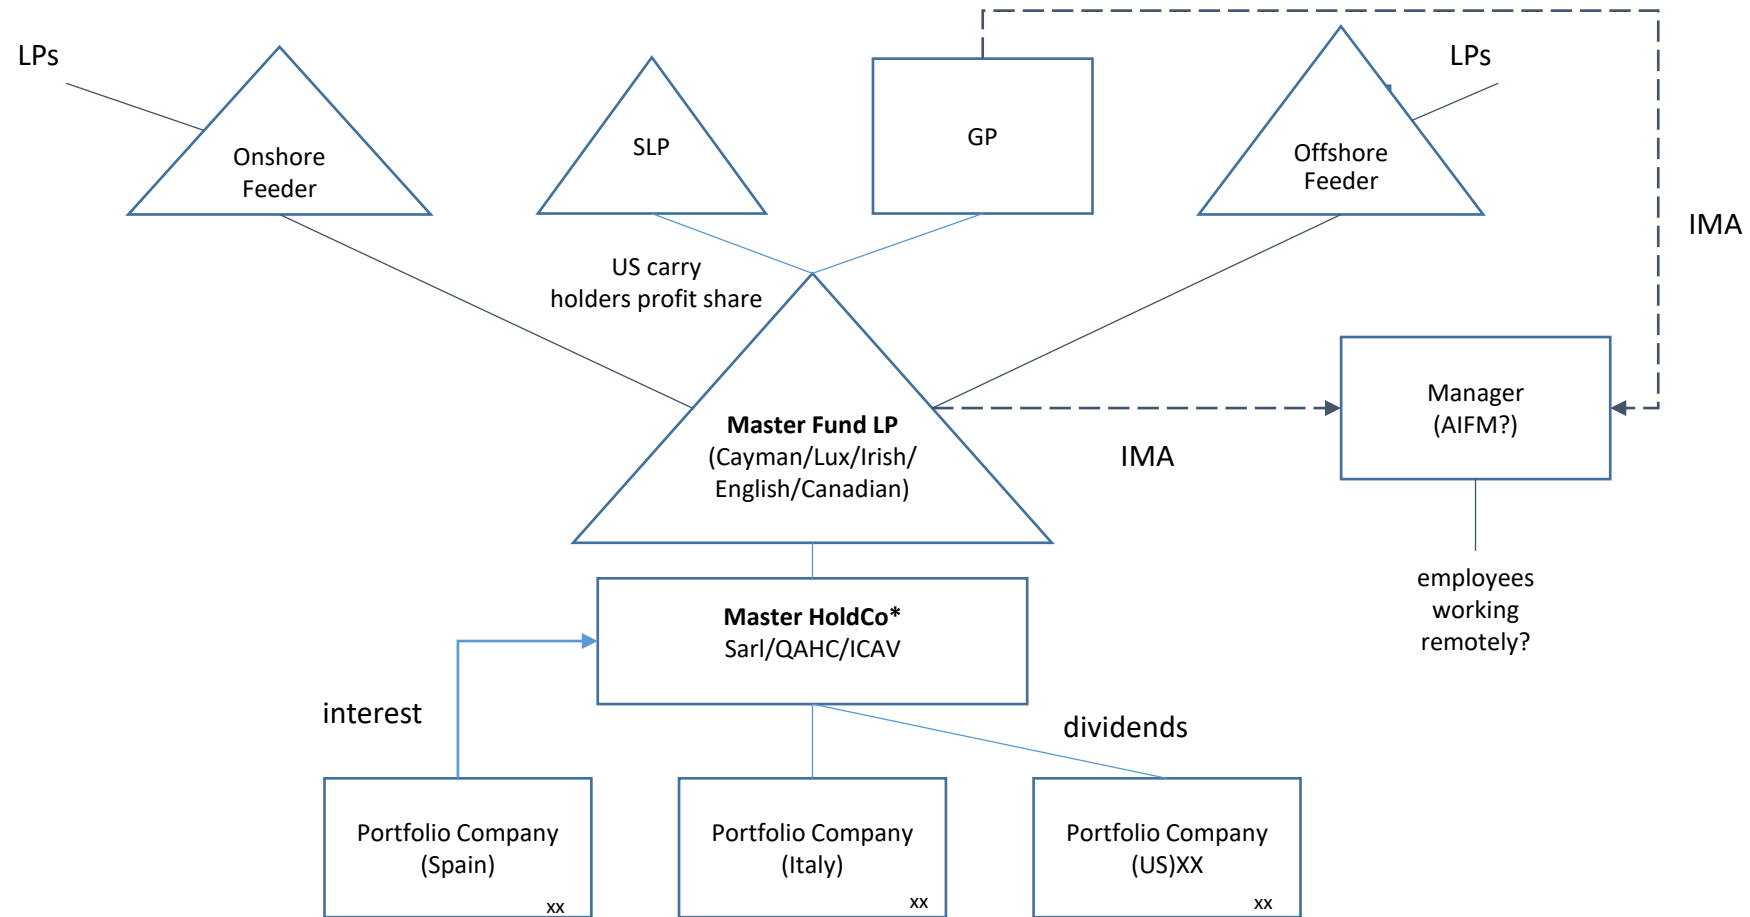 LPs
LPs
Onshore
Feeder
SLP
GP
Offshore
Feeder
IMA
US carry
holders profit share
Master Fund LP
(Cayman/Lux/Irish/
English/Canadian)
IMA
Manager
(AIFM?)
employees
working
remotely?
Master HoldCo*
Sarl/QAHC/ICAV
interest
dividends
Portfolio Company
(Spain)
xx
Portfolio Company
(Italy)
xx
Portfolio Company
(US)XX
xx